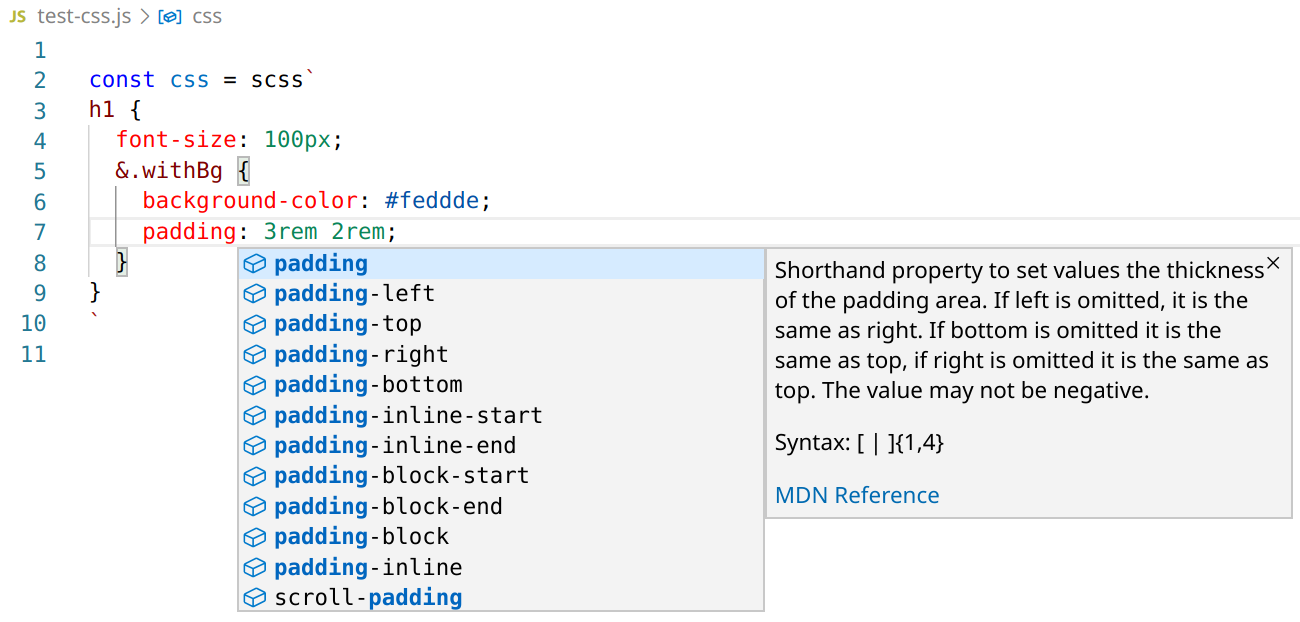 JS test-css.js > css
1
2 const css = scss`
3 h1 {
4 font-size: 100px;
5 &.withBg {
6 background-color: #feddde;
7 padding: 3rem 2rem;
8 }
9 }
10 `
11
padding
padding-left
padding-top
padding-right
padding-bottom
padding-inline-start
padding-inline-end
padding-block-start
padding-block-end
padding-block
padding-inline
scroll-padding
Shorthand property to set values the thickness
of the padding area. If left is omitted, it is the
same as right. If bottom is omitted it is the
same as top, if right is omitted it is the same as
top. The value may not be negative.
Syntax: [ | ]{1,4}
MDN Reference